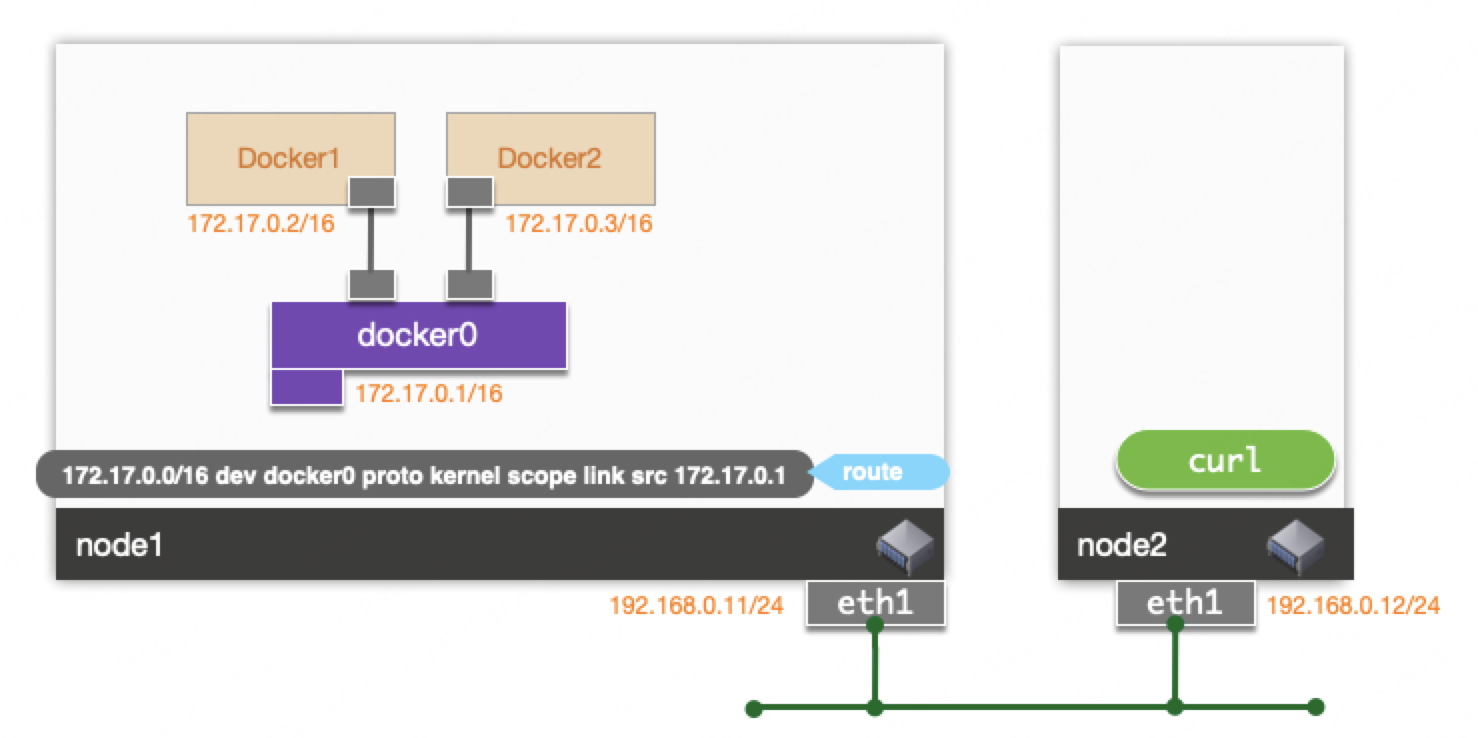 Docker1
Docker2
172.17.0.2/16
172.17.0.3/16
docker0
172.17.0.1/16
172.17.0.0/16 dev docker0 proto kernel scope link src 172.17.0.1
route
curl
node1
node2
192.168.0.11/24
eth1
eth1
192.168.0.12/24